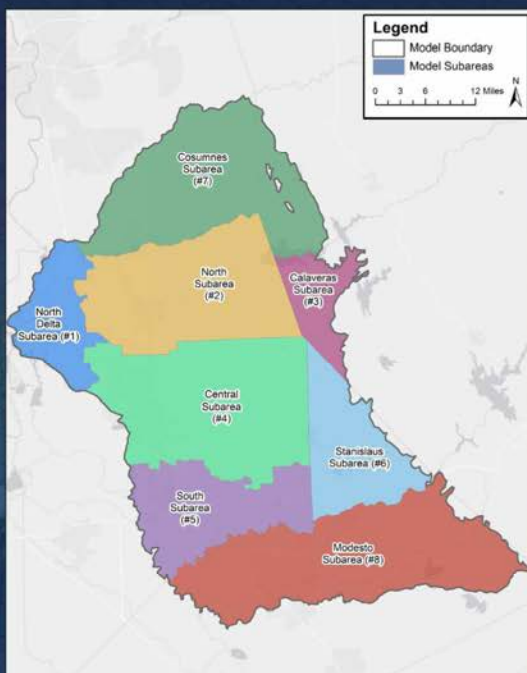 Legend
Model Boundary
Model Subareas
0 3 6 12 Miles
N
Cosumnes
Subarea
(#7)
North
Subarea
(#2)
Calaveras
Subarea
(#3)
North
Delta
Subarea (#1)
Central
Subarea
(#4)
Stanislaus
Subarea (#6)
South
Subarea
(#5)
Modesto
Subarea (#8)